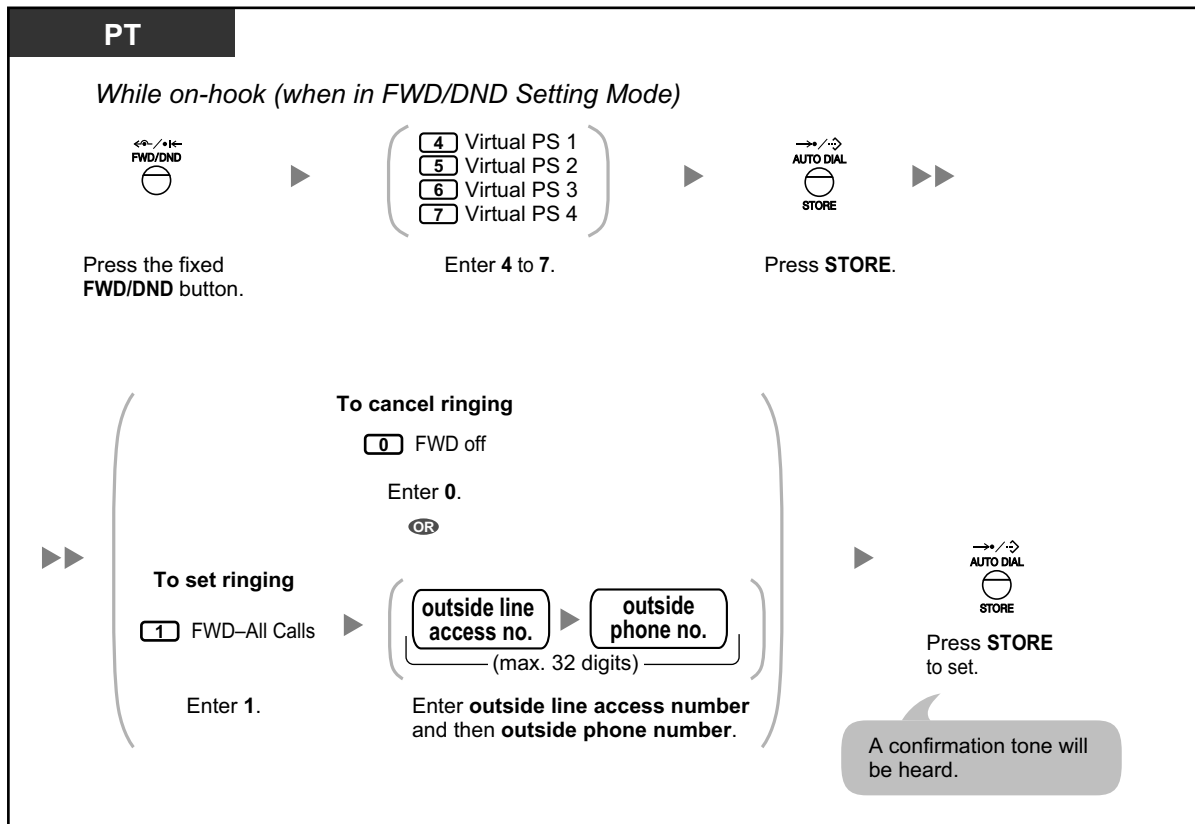 PT
While on-hook (when in FWD/DND Setting Mode)
FWD/DND
4 Virtual PS 1
5 Virtual PS 2
6 Virtual PS 3
7 Virtual PS 4
AUTO DIAL
STORE
Press the fixed
FWD/DND button.
Enter 4 to 7.
Press STORE.
To cancel ringing
0 FWD off
Enter 0.
OR
To set ringing
1 FWD–All Calls
Enter 1.
outside line
access no.
outside
phone no.
(max. 32 digits)
Enter outside line access number
and then outside phone number.
AUTO DIAL
STORE
Press STORE
to set.
A confirmation tone will
be heard.